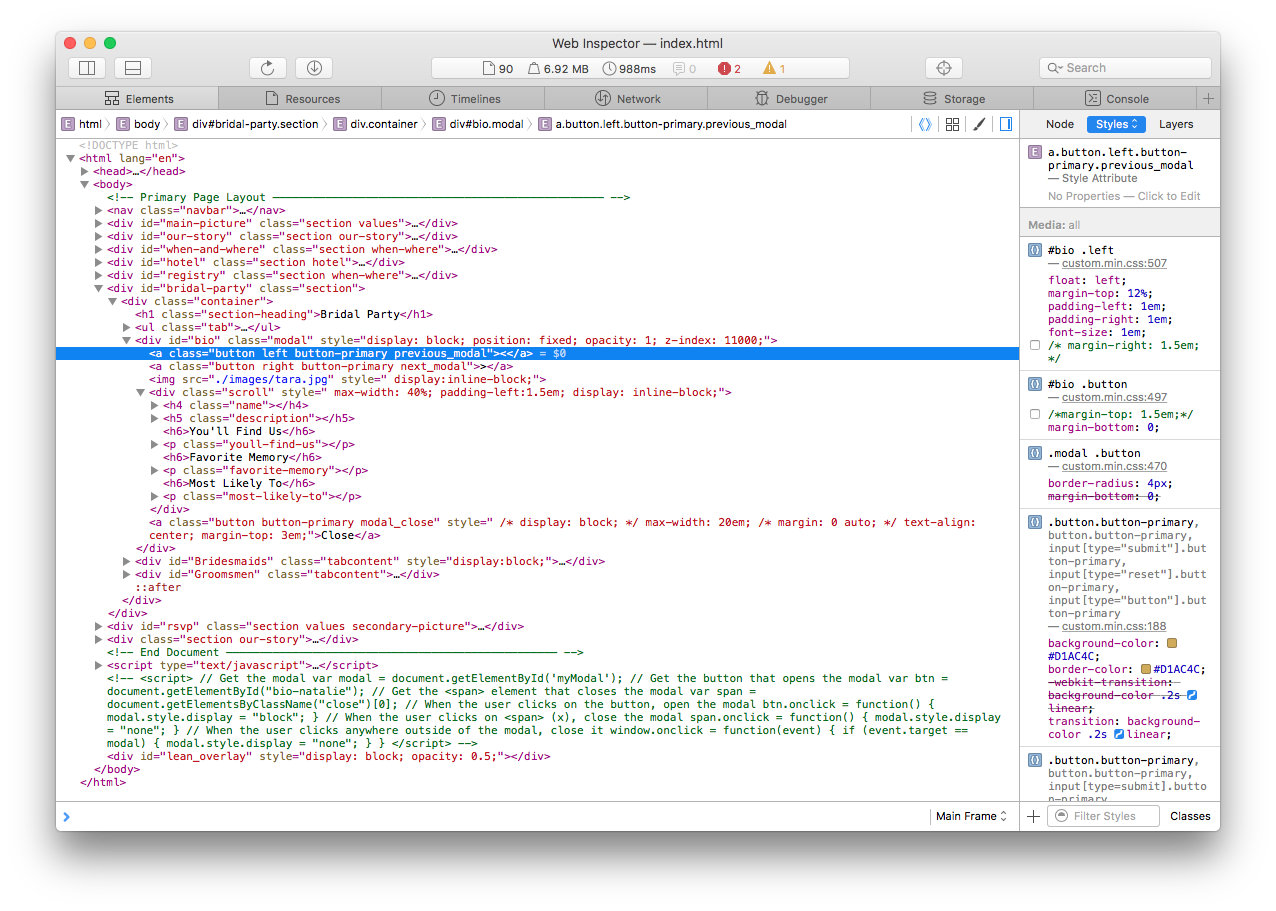 Web Inspector — index.html
90 6.92 MB 988ms 0 2 1 Search
Elements Resources Timelines Network Debugger Storage Console
E html E body E div#bridal-party.section E div.container E div#bio.modal E a.button.left.button-primary.previous_modal
<!DOCTYPE html>
<html lang="en">
<head>…</head>
<body>
<!-- Primary Page Layout –––––––––––––––––––––––––––––––––––––––––––––––––– -->
<nav class="navbar">…</nav>
<div id="main-picture" class="section values">…</div>
<div id="our-story" class="section our-story">…</div>
<div id="when-and-where" class="section when-where">…</div>
<div id="hotel" class="section hotel">…</div>
<div id="registry" class="section when-where">…</div>
<div id="bridal-party" class="section">
<div class="container">
<h1 class="section-heading">Bridal Party</h1>
<ul class="tab">…</ul>
<div id="bio" class="modal" style="display: block; position: fixed; opacity: 1; z-index: 11000;">
<a class="button left button-primary previous_modal"><</a> = $0
<a class="button right button-primary next_modal">></a>
<img src="./images/tara.jpg" style=" display:inline-block;">
<div class="scroll" style=" max-width: 40%; padding-left:1.5em; display: inline-block;">
<h4 class="name"></h4>
<h5 class="description"></h5>
<h6>You'll Find Us</h6>
<p class="youll-find-us"></p>
<h6>Favorite Memory</h6>
<p class="favorite-memory"></p>
<h6>Most Likely To</h6>
<p class="most-likely-to"></p>
</div>
<a class="button button-primary modal_close" style=" /* display: block; */ max-width: 20em; /* margin: 0 auto; */ text-align:
center; margin-top: 3em;">Close</a>
</div>
<div id="Bridesmaids" class="tabcontent" style="display:block;">…</div>
<div id="Groomsmen" class="tabcontent">…</div>
::after
</div>
</div>
<div id="rsvp" class="section values secondary-picture">…</div>
<div class="section our-story">…</div>
<!-- End Document –––––––––––––––––––––––––––––––––––––––––––––––––– -->
<script type="text/javascript">…</script>
<!-- <script> // Get the modal var modal = document.getElementById('myModal'); // Get the button that opens the modal var btn =
document.getElementById("bio-natalie"); // Get the <span> element that closes the modal var span =
document.getElementsByClassName("close")[0]; // When the user clicks on the button, open the modal btn.onclick = function() {
modal.style.display = "block"; } // When the user clicks on <span> (x), close the modal span.onclick = function() { modal.style.display
= "none"; } // When the user clicks anywhere outside of the modal, close it window.onclick = function(event) { if (event.target ==
modal) { modal.style.display = "none"; } } </script> -->
<div id="lean_overlay" style="display: block; opacity: 0.5;"></div>
</body>
</html>
Main Frame
Node Styles Layers
E a.button.left.button-
primary.previous_modal
— Style Attribute
No Properties — Click to Edit
Media: all
#bio .left
— custom.min.css:507
float: left;
margin-top: 12%;
padding-left: 1em;
padding-right: 1em;
font-size: 1em;
/* margin-right: 1.5em;
*/
#bio .button
— custom.min.css:497
/*margin-top: 1.5em;*/
margin-bottom: 0;
.modal .button
— custom.min.css:470
border-radius: 4px;
margin-bottom: 0;
.button.button-primary,
button.button-primary,
input[type="submit"].but
ton-primary,
input[type="reset"].butt
on-primary,
input[type="button"].but
ton-primary
— custom.min.css:188
background-color:
#D1AC4C;
border-color: #D1AC4C;
-webkit-transition:
background-color .2s
linear;
transition: background-
color .2s linear;
.button.button-primary,
button.button-primary,
input[type=submit].butto
n-primary,
Filter Styles Classes